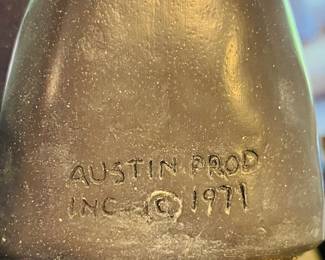 AUSTIN PROD
INC © 1971